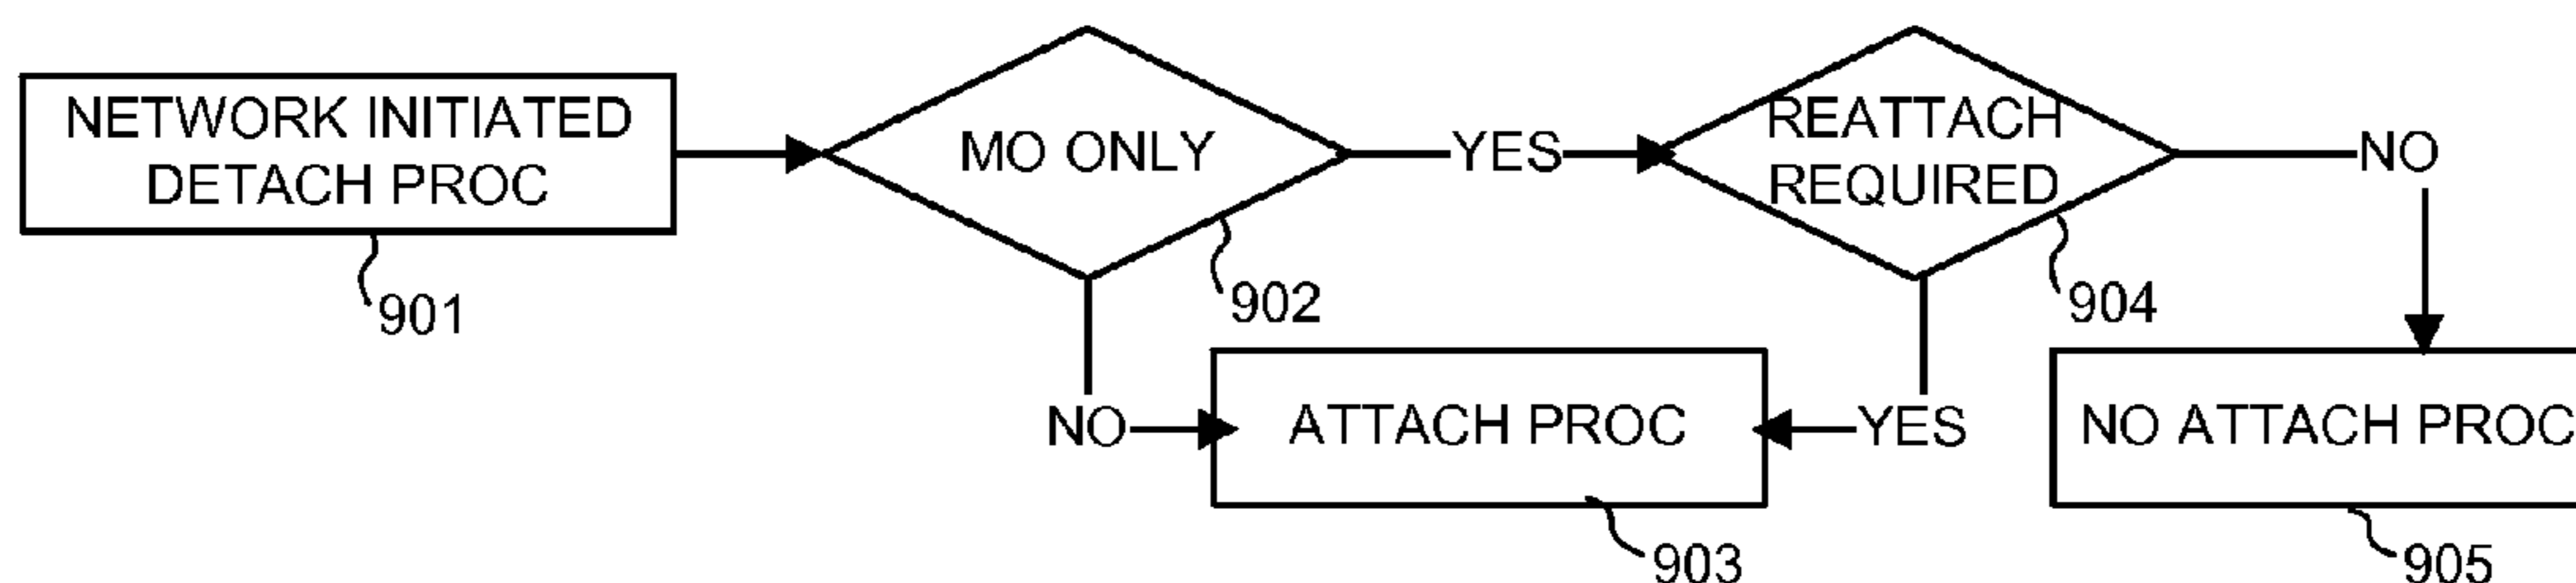 NETWORK INITIATED
DETACH PROC
901
MO ONLY
902
YES
REATTACH
REQUIRED
904
NO
NO
ATTACH PROC
903
YES
NO ATTACH PROC
905